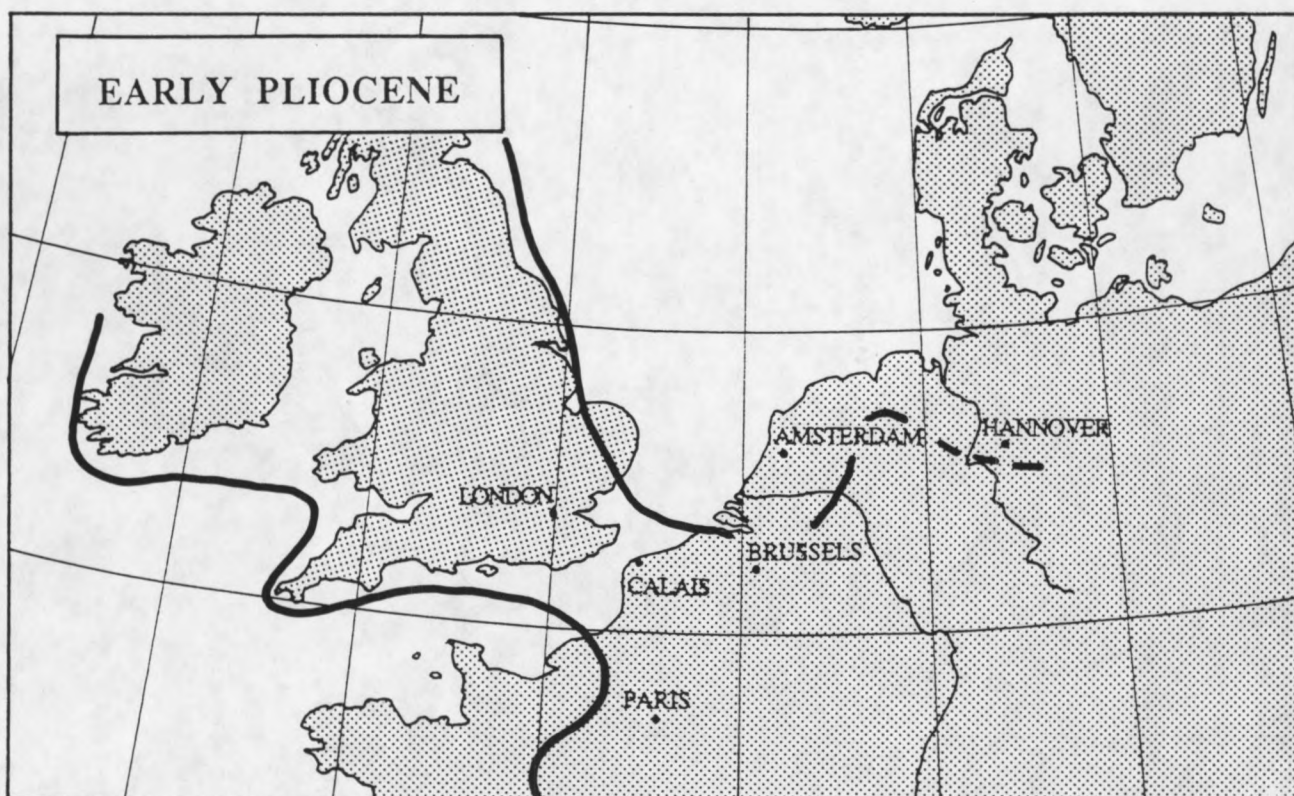 EARLY PLIOCENE
HANNOVER
AMSTERDAM
LONDON
BRUSSELS
CALAIS
PARIS